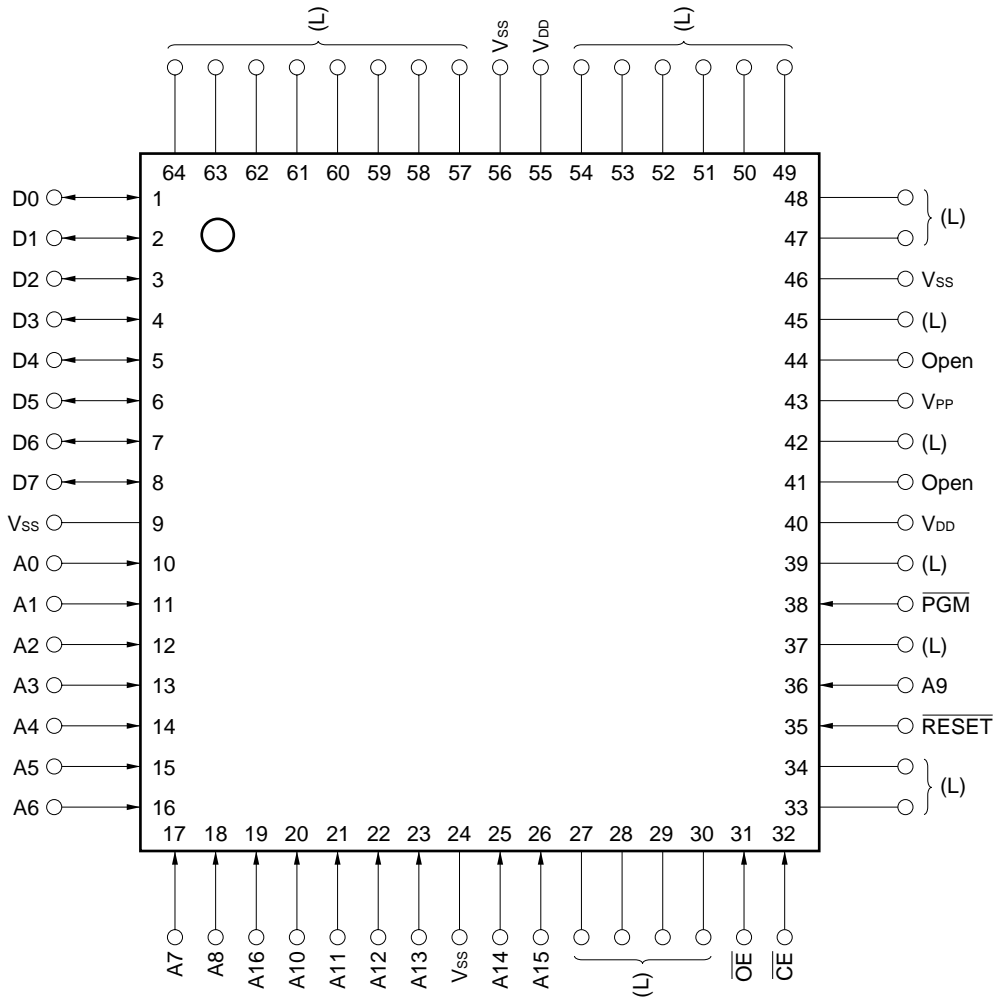 (L) VSS VDD (L)
64 63 62 61 60 59 58 57 56 55 54 53 52 51 50 49
D0 1 48 (L)
D1 2 47
D2 3 46 VSS
D3 4 45 (L)
D4 5 44 Open
D5 6 43 VPP
D6 7 42 (L)
D7 8 41 Open
VSS 9 40 VDD
A0 10 39 (L)
A1 11 38 PGM
A2 12 37 (L)
A3 13 36 A9
A4 14 35 RESET
A5 15 34 (L)
A6 16 33
17 18 19 20 21 22 23 24 25 26 27 28 29 30 31 32
A7 A8 A16 A10 A11 A12 A13 VSS A14 A15 (L) OE CE